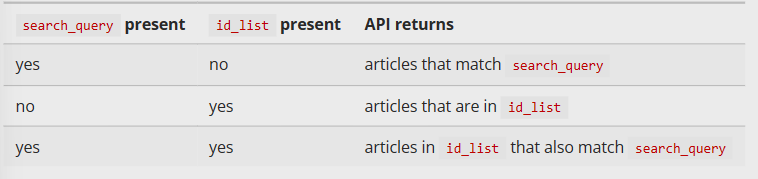 search_query present id_list present API returns
yes no articles that match search_query
no yes articles that are in id_list
yes yes articles in id_list that also match search_query